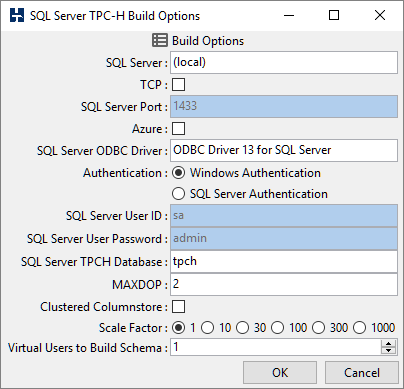 SQL Server TPC-H Build Options
Build Options
SQL Server : (local)
TCP :
SQL Server Port : 1433
Azure :
SQL Server ODBC Driver : ODBC Driver 13 for SQL Server
Authentication : Windows Authentication
SQL Server Authentication
SQL Server User ID : sa
SQL Server User Password : admin
SQL Server TPCH Database : tpch
MAXDOP : 2
Clustered Columnstore :
Scale Factor : 1 10 30 100 300 1000
Virtual Users to Build Schema : 1
OK Cancel